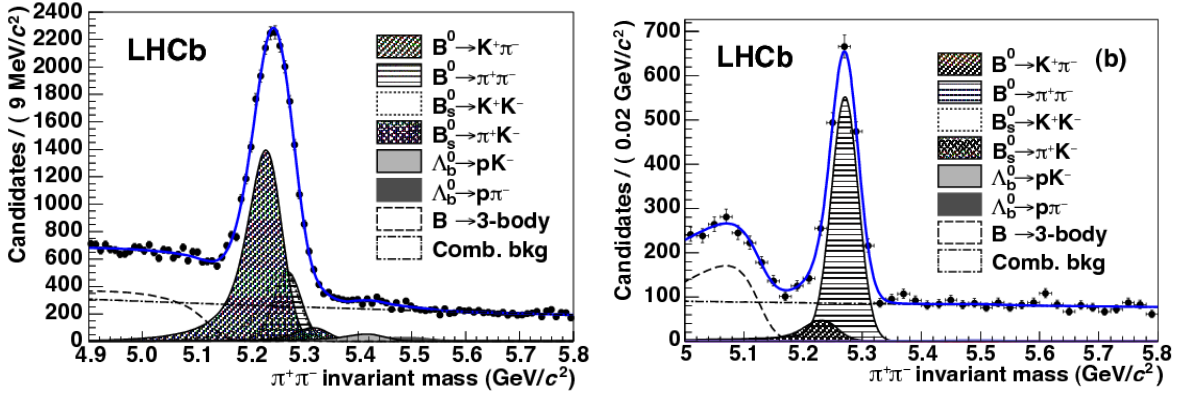 Candidates / ( 9 MeV/c²)
2400
2200
2000
1800
1600
1400
1200
1000
800
600
400
200
0
LHCb
B⁰→K⁺π⁻
B⁰→π⁺π⁻
B⁰s→K⁺K⁻
B⁰s→π⁺K⁻
Λ⁰b→pK⁻
Λ⁰b→pπ⁻
B →3-body
Comb. bkg
4.9 5.0 5.1 5.2 5.3 5.4 5.5 5.6 5.7 5.8
π⁺π⁻ invariant mass (GeV/c²)
Candidates / ( 0.02 GeV/c²)
700
600
500
400
300
200
100
0
LHCb
(b)
B⁰→K⁺π⁻
B⁰→π⁺π⁻
B⁰s→K⁺K⁻
B⁰s→π⁺K⁻
Λ⁰b→pK⁻
Λ⁰b→pπ⁻
B →3-body
Comb. bkg
5 5.1 5.2 5.3 5.4 5.5 5.6 5.7 5.8
π⁺π⁻ invariant mass (GeV/c²)